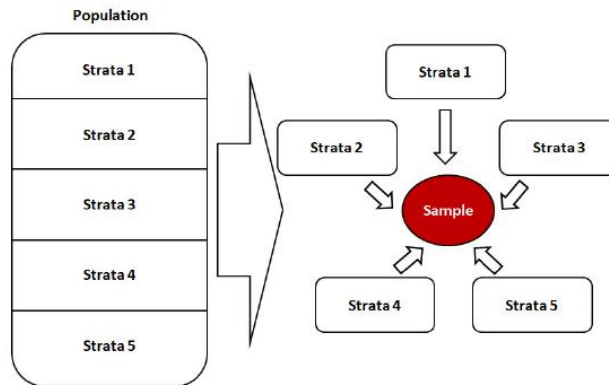 Population
Strata 1
Strata 2
Strata 3
Strata 4
Strata 5
Strata 1
Strata 2
Strata 3
Sample
Strata 4
Strata 5